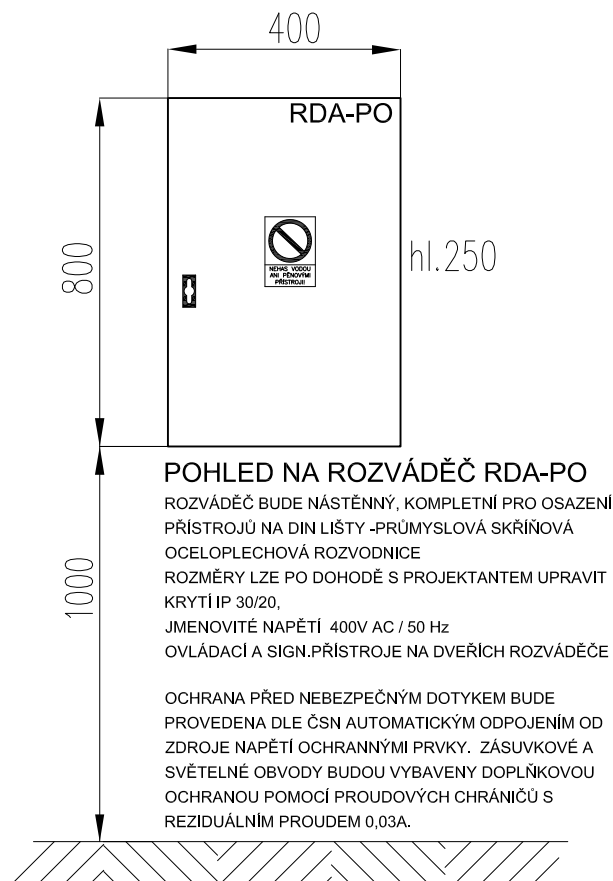 400
RDA-PO
800
hl.250
NEHAS VODOU
ANI PĚNOVÝMI
PŘÍSTROJI!
POHLED NA ROZVÁDĚČ RDA-PO
ROZVÁDĚČ BUDE NÁSTĚNNÝ, KOMPLETNÍ PRO OSAZENÍ
PŘÍSTROJŮ NA DIN LIŠTY -PRŮMYSLOVÁ SKŘÍŇOVÁ
OCELOPLECHOVÁ ROZVODNICE
ROZMĚRY LZE PO DOHODĚ S PROJEKTANTEM UPRAVIT
KRYTÍ IP 30/20,
JMENOVITÉ NAPĚTÍ 400V AC / 50 Hz
OVLÁDACÍ A SIGN.PŘÍSTROJE NA DVEŘÍCH ROZVÁDĚČE
1000
OCHRANA PŘED NEBEZPEČNÝM DOTYKEM BUDE
PROVEDENA DLE ČSN AUTOMATICKÝM ODPOJENÍM OD
ZDROJE NAPĚTÍ OCHRANNÝMI PRVKY. ZÁSUVKOVÉ A
SVĚTELNÉ OBVODY BUDOU VYBAVENY DOPLŇKOVOU
OCHRANOU POMOCÍ PROUDOVÝCH CHRÁNIČŮ S
REZIDUÁLNÍM PROUDEM 0,03A.